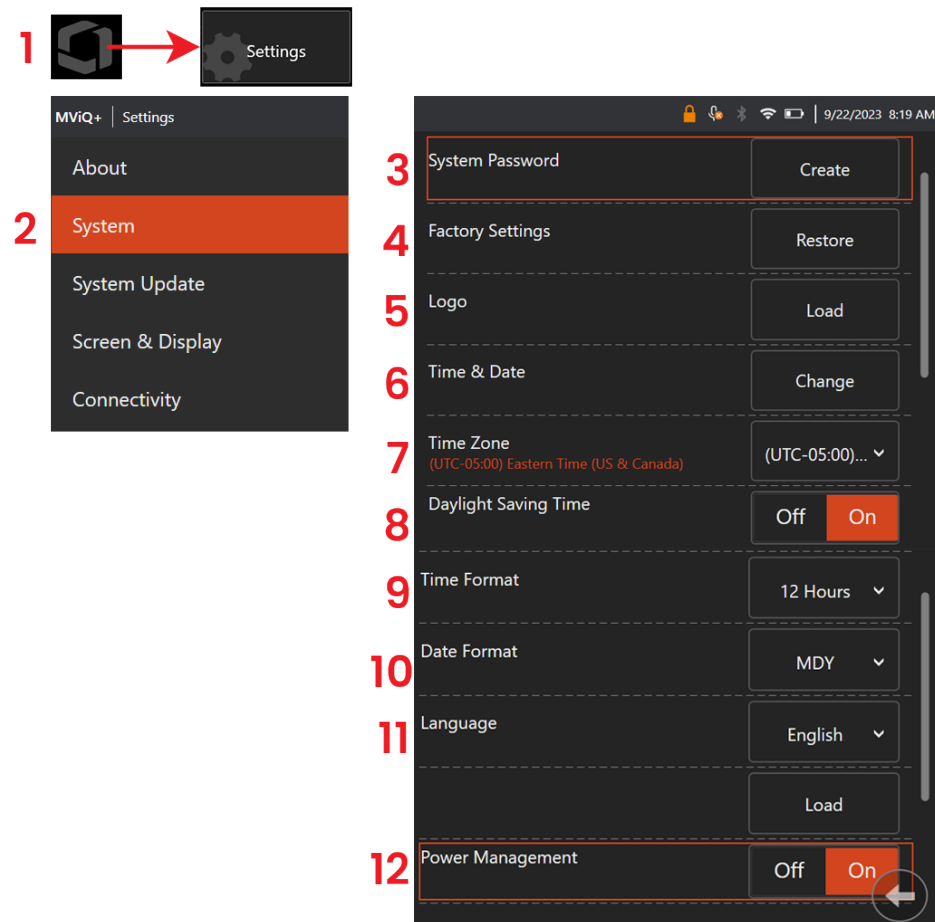 1
Settings
MViQ+ | Settings
About
2
System
System Update
Screen & Display
Connectivity
9/22/2023 8:19 AM
3
System Password
Create
4
Factory Settings
Restore
5
Logo
Load
6
Time & Date
Change
7
Time Zone
(UTC-05:00) Eastern Time (US & Canada)
(UTC-05:00)...
8
Daylight Saving Time
Off On
9
Time Format
12 Hours
10
Date Format
MDY
11
Language
English
Load
12
Power Management
Off On